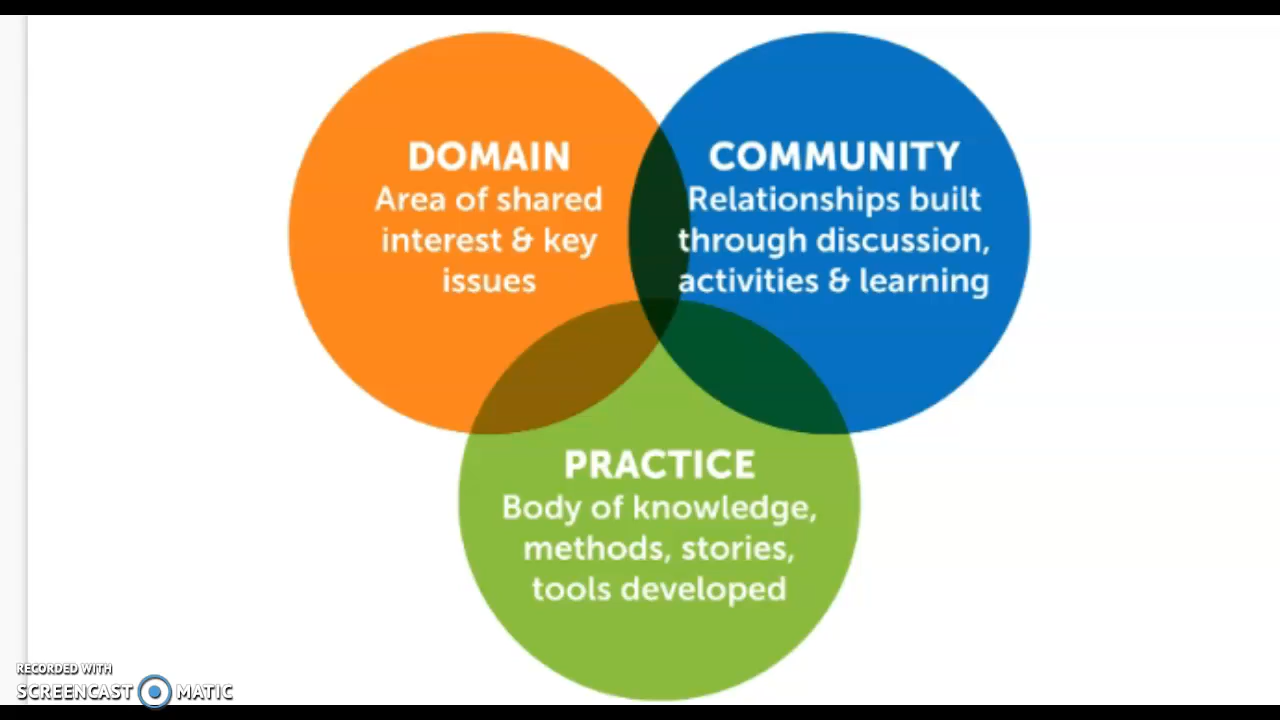 DOMAIN
Area of shared
interest & key
issues
COMMUNITY
Relationships built
through discussion,
activities & learning
PRACTICE
Body of knowledge,
methods, stories,
tools developed
RECORDED WITH
SCREENCAST MATIC